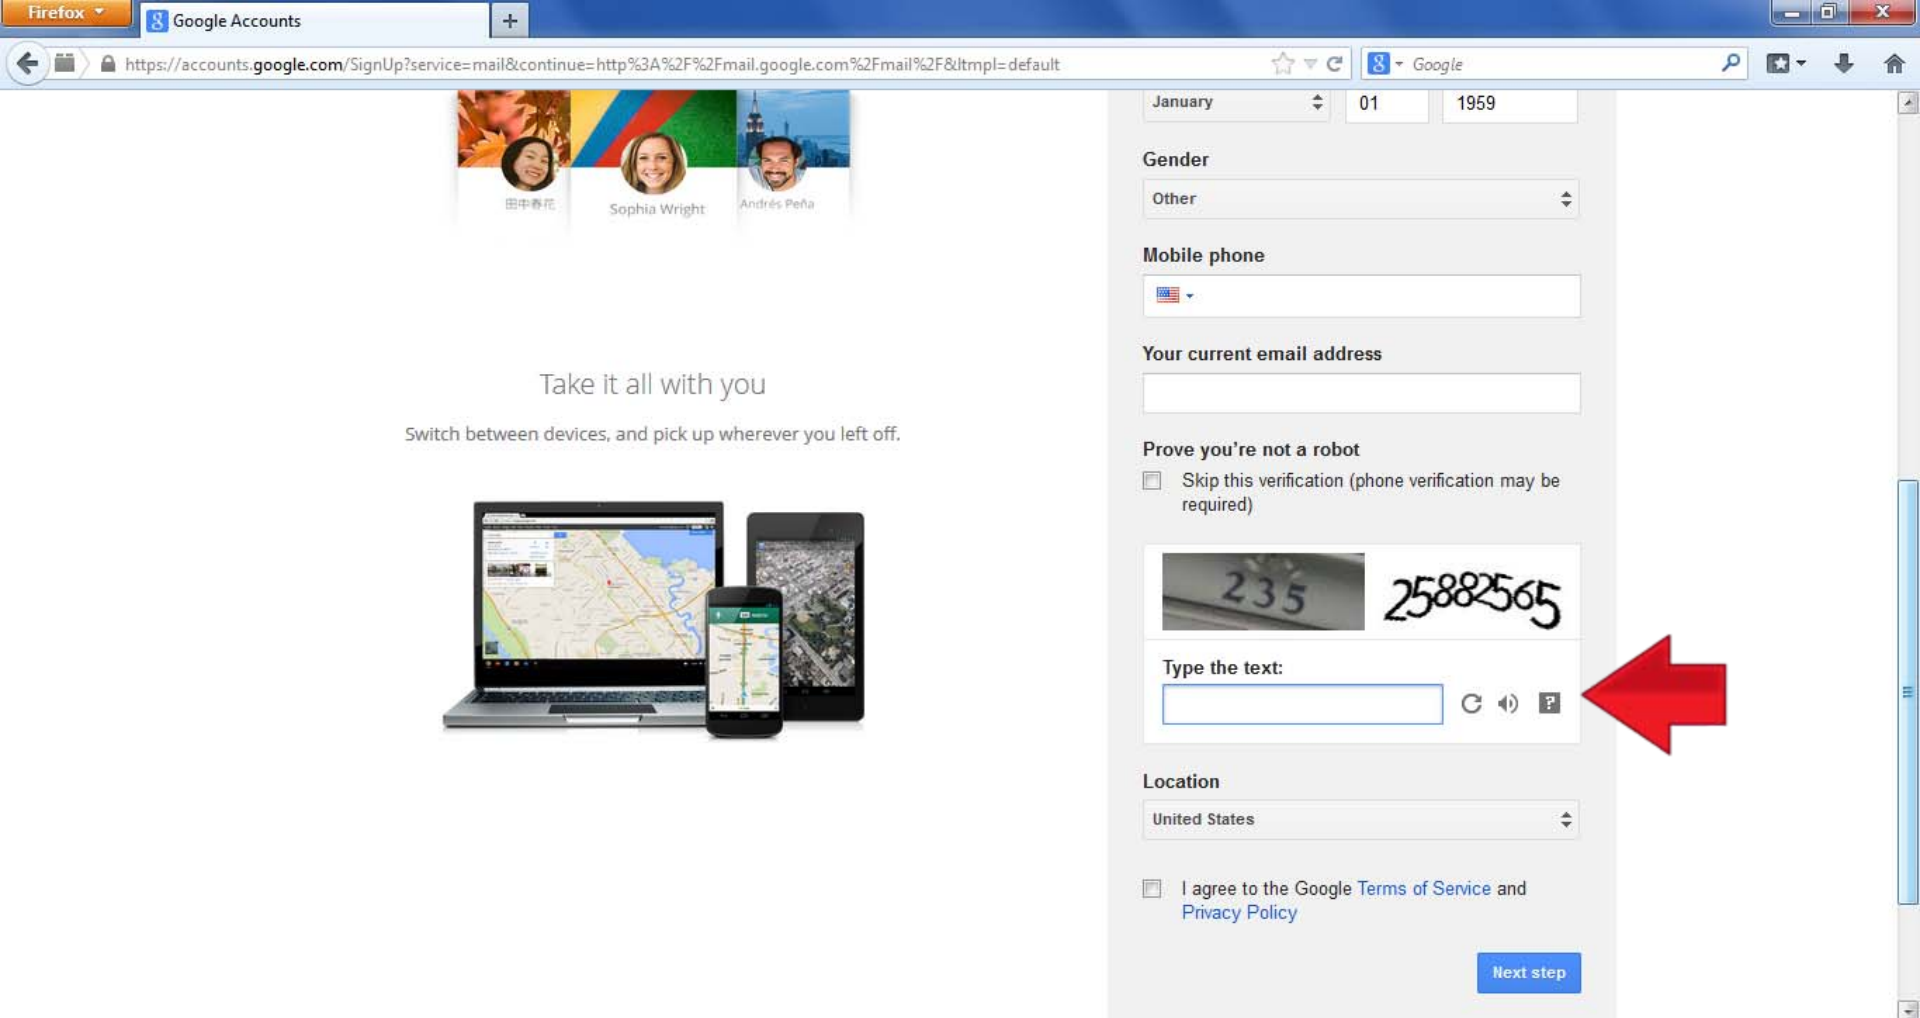 Firefox
Google Accounts
https://accounts.google.com/SignUp?service=mail&continue=http%3A%2F%2Fmail.google.com%2Fmail%2F&ltmpl=default
Google
田中春花
Sophia Wright
Andrés Peña
Take it all with you
Switch between devices, and pick up wherever you left off.
January 01 1959
Gender
Other
Mobile phone
Your current email address
Prove you're not a robot
Skip this verification (phone verification may be
required)
235 25882565
Type the text:
Location
United States
I agree to the Google Terms of Service and
Privacy Policy
Next step